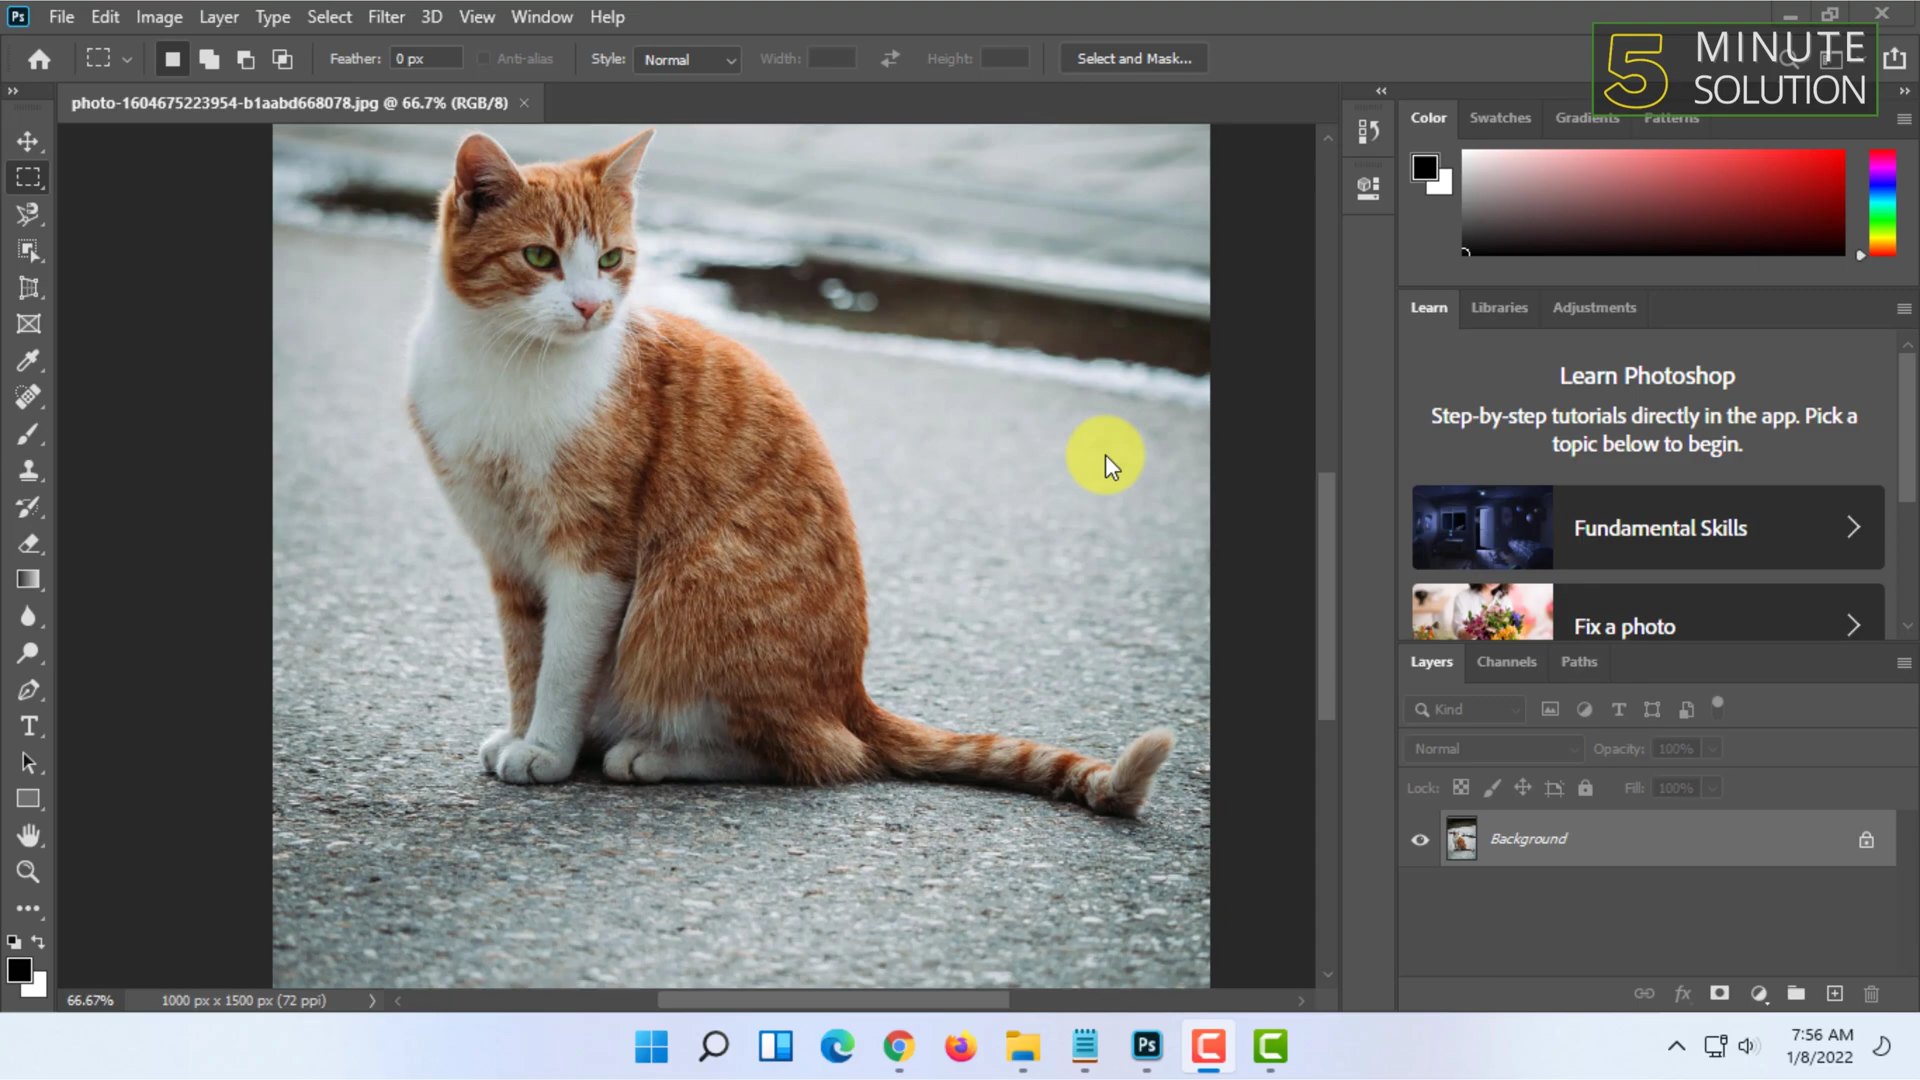 Ps File Edit Image Layer Type Select Filter 3D View Window Help
Feather: 0 px Anti-alias Style: Normal Width: Height: Select and Mask...
5 MINUTE
SOLUTION
photo-1604675223954-b1aabd668078.jpg @ 66.7% (RGB/8)
Color Swatches Gradients Patterns
Learn Libraries Adjustments
Learn Photoshop
Step-by-step tutorials directly in the app. Pick a
topic below to begin.
Fundamental Skills
Fix a photo
Layers Channels Paths
Kind
Normal Opacity: 100%
Lock: Fill: 100%
Background
66.67% 1000 px x 1500 px (72 ppi)
Ps
7:56 AM
1/8/2022